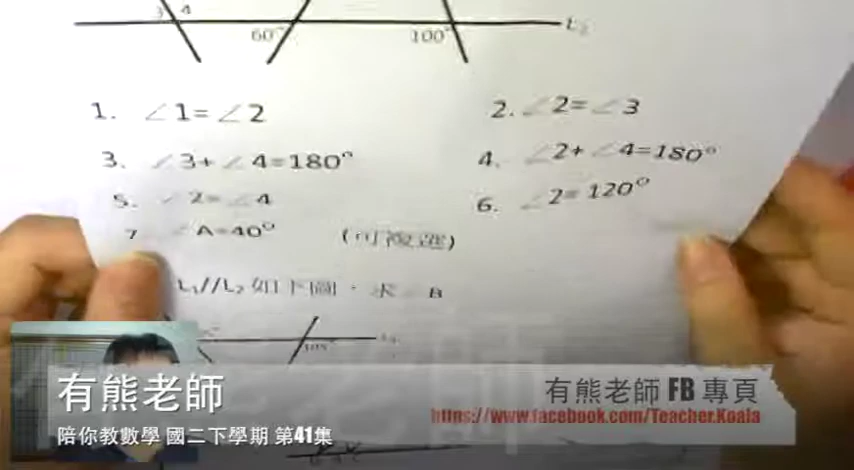 3 4
60° 100° L₂
1. ∠1=∠2 2. ∠2=∠3
3. ∠3+∠4=180° 4. ∠2+∠4=180°
5. ∠2=∠4 6. ∠2=120°
7 ∠A=40° (可複選)
L₁//L₂ 如下圖，求∠B
105°
有熊老師
陪你教數學 國二下學期 第41集
有熊老師 FB 專頁
https://www.facebook.com/Teacher.Koala